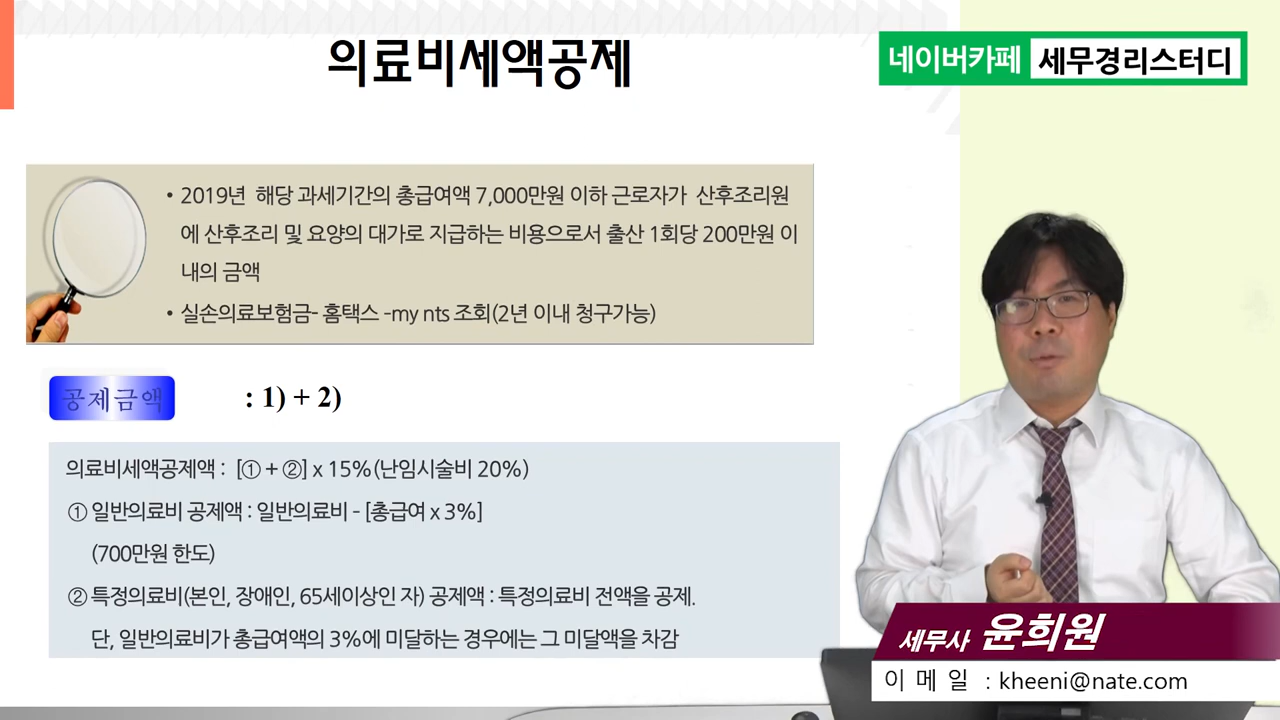 의료비세액공제
네이버카페 세무경리스터디
• 2019년 해당 과세기간의 총급여액 7,000만원 이하 근로자가 산후조리원
에 산후조리 및 요양의 대가로 지급하는 비용으로서 출산 1회당 200만원 이
내의 금액
• 실손의료보험금- 홈택스 -my nts 조회(2년 이내 청구가능)
공제금액 : 1) + 2)
의료비세액공제액 : [① + ②] x 15%(난임시술비 20%)
① 일반의료비 공제액 : 일반의료비 - [총급여 x 3%]
(700만원 한도)
② 특정의료비(본인, 장애인, 65세이상인 자) 공제액 : 특정의료비 전액을 공제.
단, 일반의료비가 총급여액의 3%에 미달하는 경우에는 그 미달액을 차감
세무사 윤희원
이 메 일 : kheeni@nate.com